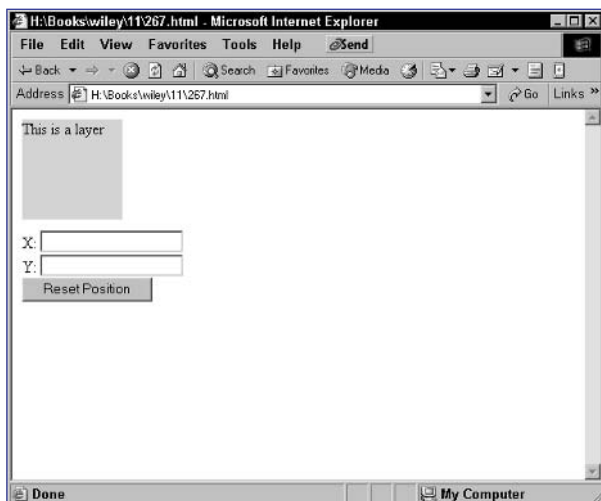 H:\Books\wiley\11\267.html - Microsoft Internet Explorer
File Edit View Favorites Tools Help Send
Back Search Favorites Media
Address H:\Books\wiley\11\267.html Go Links »
This is a layer
X:
Y:
Reset Position
Done My Computer